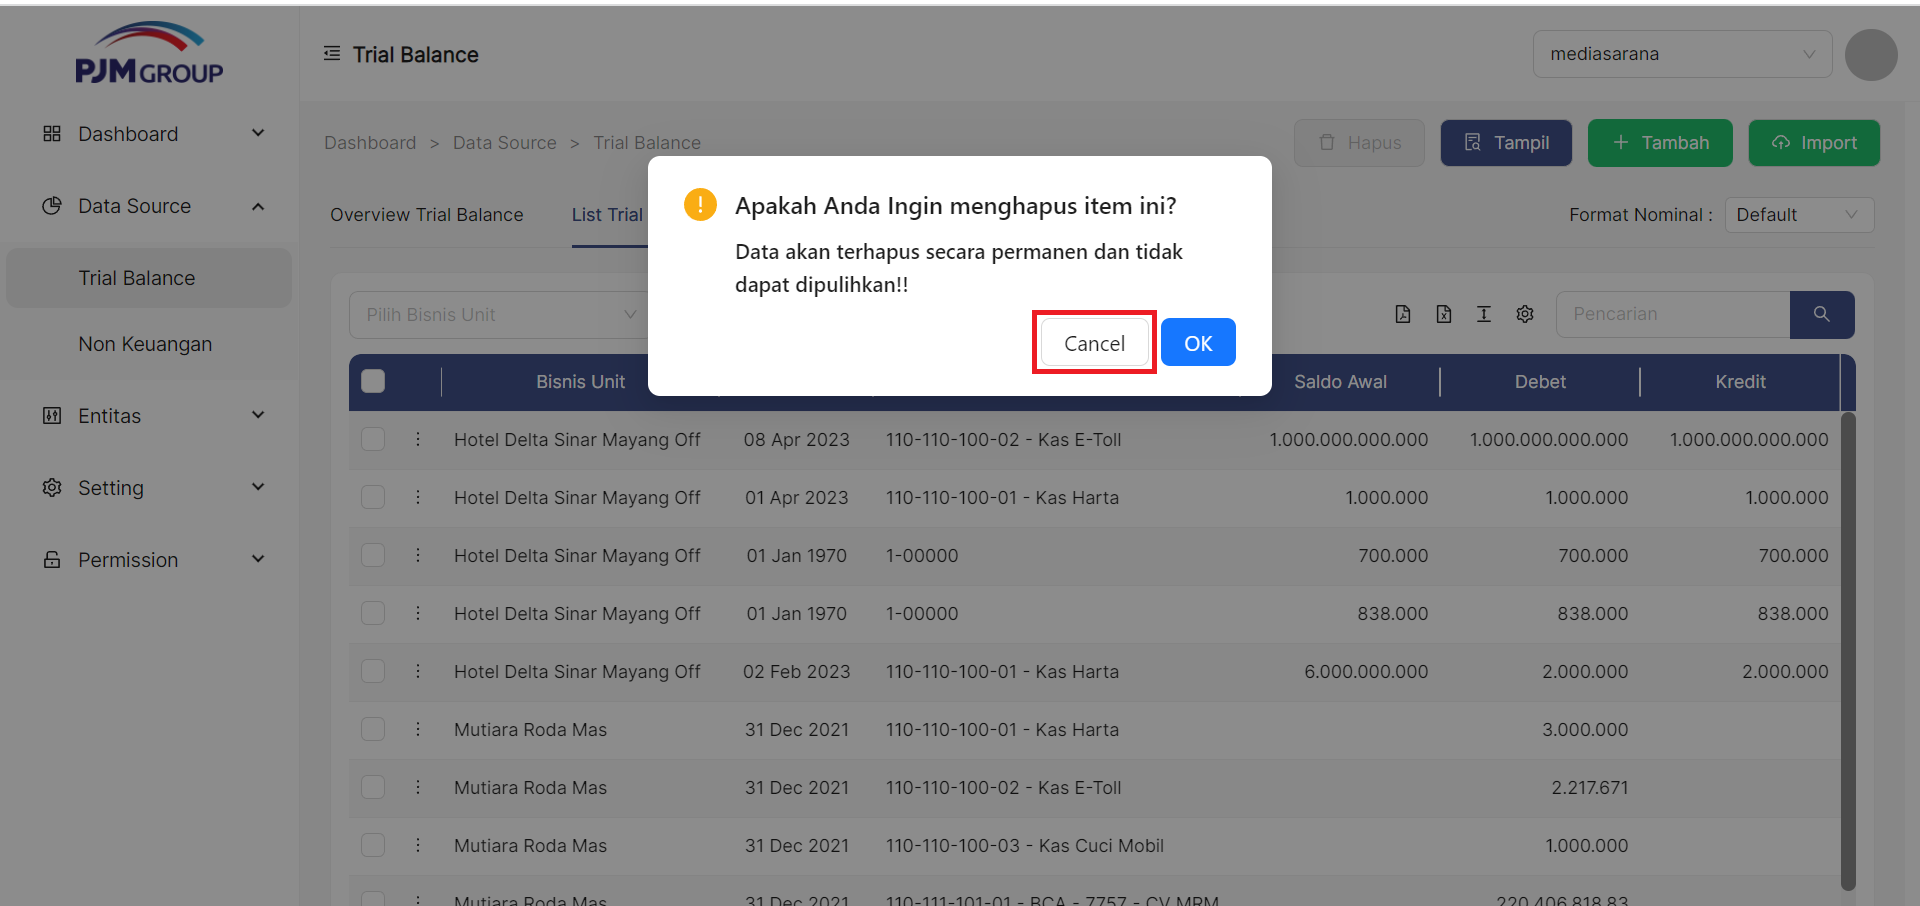 PJM GROUP
Trial Balance
mediasarana
Dashboard
Data Source
Trial Balance
Non Keuangan
Entitas
Setting
Permission
Dashboard > Data Source > Trial Balance
Hapus
Tampil
Tambah
Import
Overview Trial Balance
List Trial
Format Nominal :
Default
Apakah Anda Ingin menghapus item ini?
Data akan terhapus secara permanen dan tidak
dapat dipulihkan!!
Cancel
OK
Pilih Bisnis Unit
Pencarian
Bisnis Unit Saldo Awal Debet Kredit
Hotel Delta Sinar Mayang Off 08 Apr 2023 110-110-100-02 - Kas E-Toll 1.000.000.000.000 1.000.000.000.000 1.000.000.000.000
Hotel Delta Sinar Mayang Off 01 Apr 2023 110-110-100-01 - Kas Harta 1.000.000 1.000.000 1.000.000
Hotel Delta Sinar Mayang Off 01 Jan 1970 1-00000 700.000 700.000 700.000
Hotel Delta Sinar Mayang Off 01 Jan 1970 1-00000 838.000 838.000 838.000
Hotel Delta Sinar Mayang Off 02 Feb 2023 110-110-100-01 - Kas Harta 6.000.000.000 2.000.000 2.000.000
Mutiara Roda Mas 31 Dec 2021 110-110-100-01 - Kas Harta 3.000.000
Mutiara Roda Mas 31 Dec 2021 110-110-100-02 - Kas E-Toll 2.217.671
Mutiara Roda Mas 31 Dec 2021 110-110-100-03 - Kas Cuci Mobil 1.000.000
Mutiara Roda Mas 31 Dec 2021 110-111-101-01 - BCA - 7757 - CV MRM 220.406.818,83